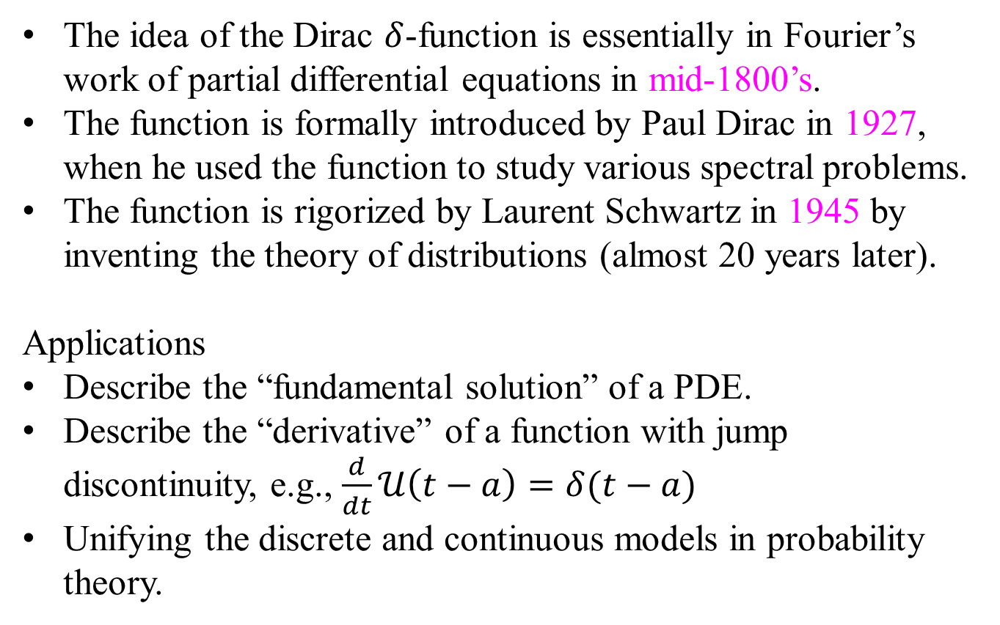 • The idea of the Dirac 𝛿-function is essentially in Fourier’s
work of partial differential equations in mid-1800’s.
• The function is formally introduced by Paul Dirac in 1927,
when he used the function to study various spectral problems.
• The function is rigorized by Laurent Schwartz in 1945 by
inventing the theory of distributions (almost 20 years later).
Applications
• Describe the “fundamental solution” of a PDE.
• Describe the “derivative” of a function with jump
discontinuity, e.g., d/dt 𝒰(t − a) = δ(t − a)
• Unifying the discrete and continuous models in probability
theory.